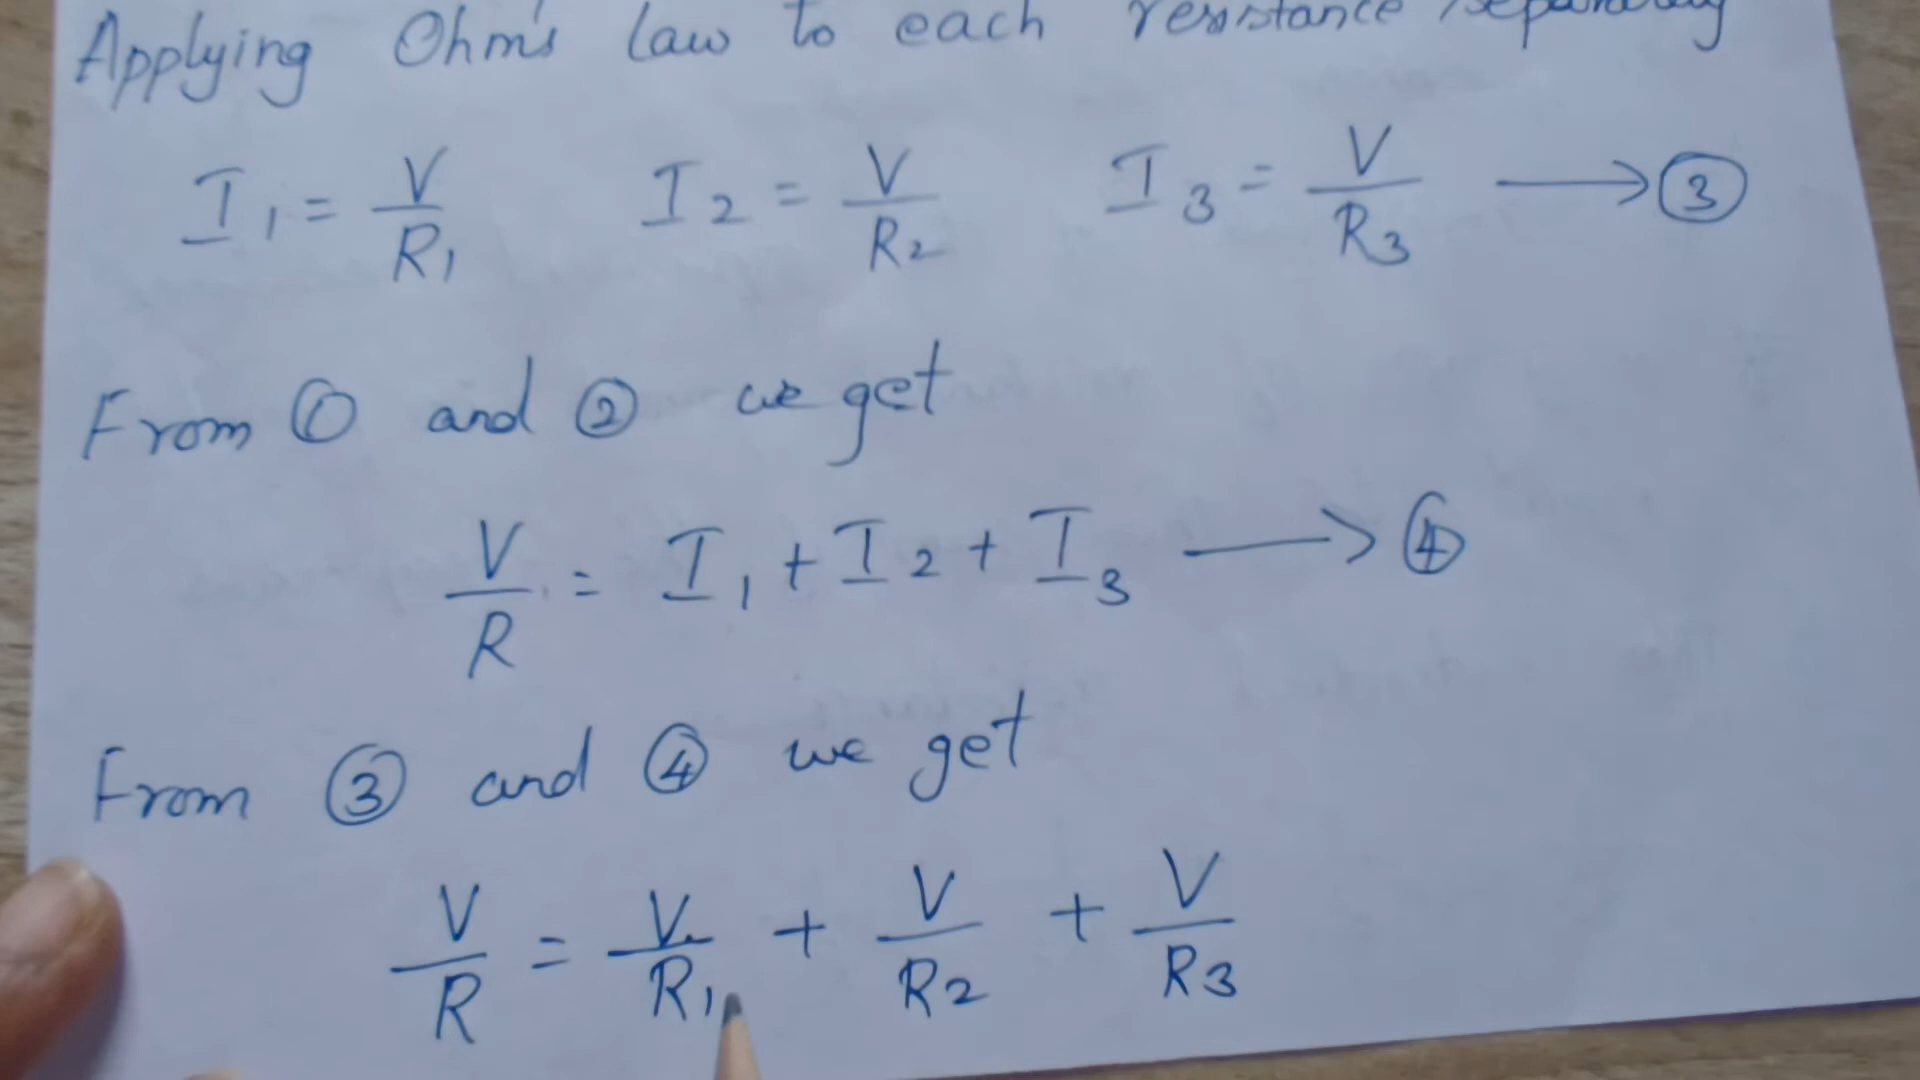 Applying Ohm's law to each resistance separately
I₁ = V/R₁ I₂ = V/R₂ I₃ = V/R₃ → ③
From ① and ② we get
V/R = I₁ + I₂ + I₃ → ④
From ③ and ④ we get
V/R = V/R₁ + V/R₂ + V/R₃